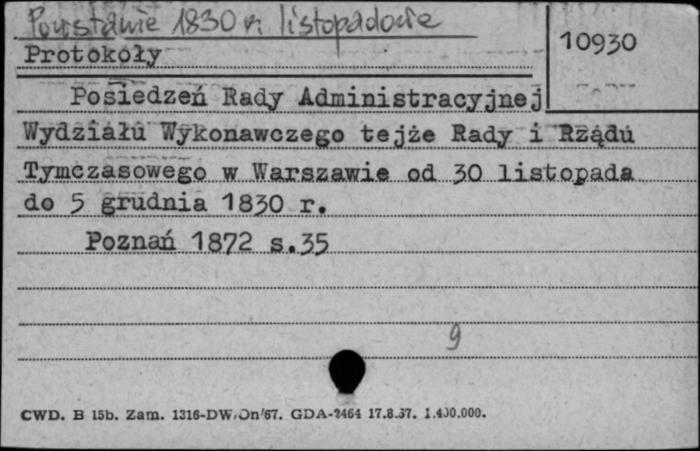 Powstanie 1830 r. listopadowe
10930
Protokoły
Posiedzeń Rady Administracyjnej
Wydziału Wykonawczego tejże Rady i Rządu
Tymczasowego w Warszawie od 30 listopada
do 5 grudnia 1830 r.
Poznań 1872 s.35
9
CWD. B 15b. Zam. 1316-DW/On/67. GDA-2464 17.8.67. 1.400.000.